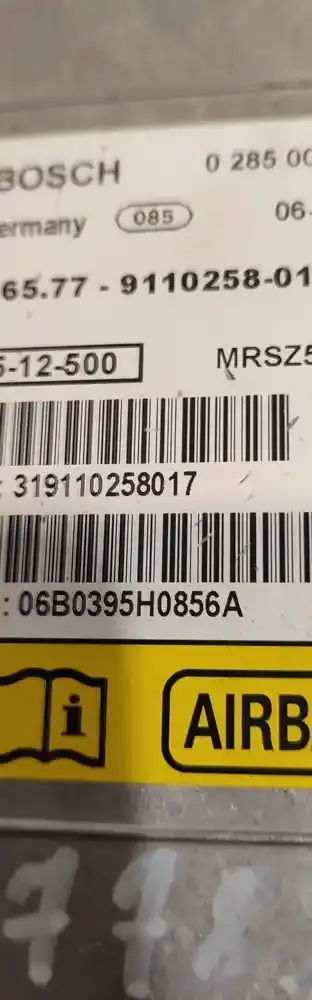 BOSCH 0 285 00
ermany 085 06-
65.77 - 9110258-01
5-12-500 MRSZ5
: 319110258017
: 06B0395H0856A
i AIRB